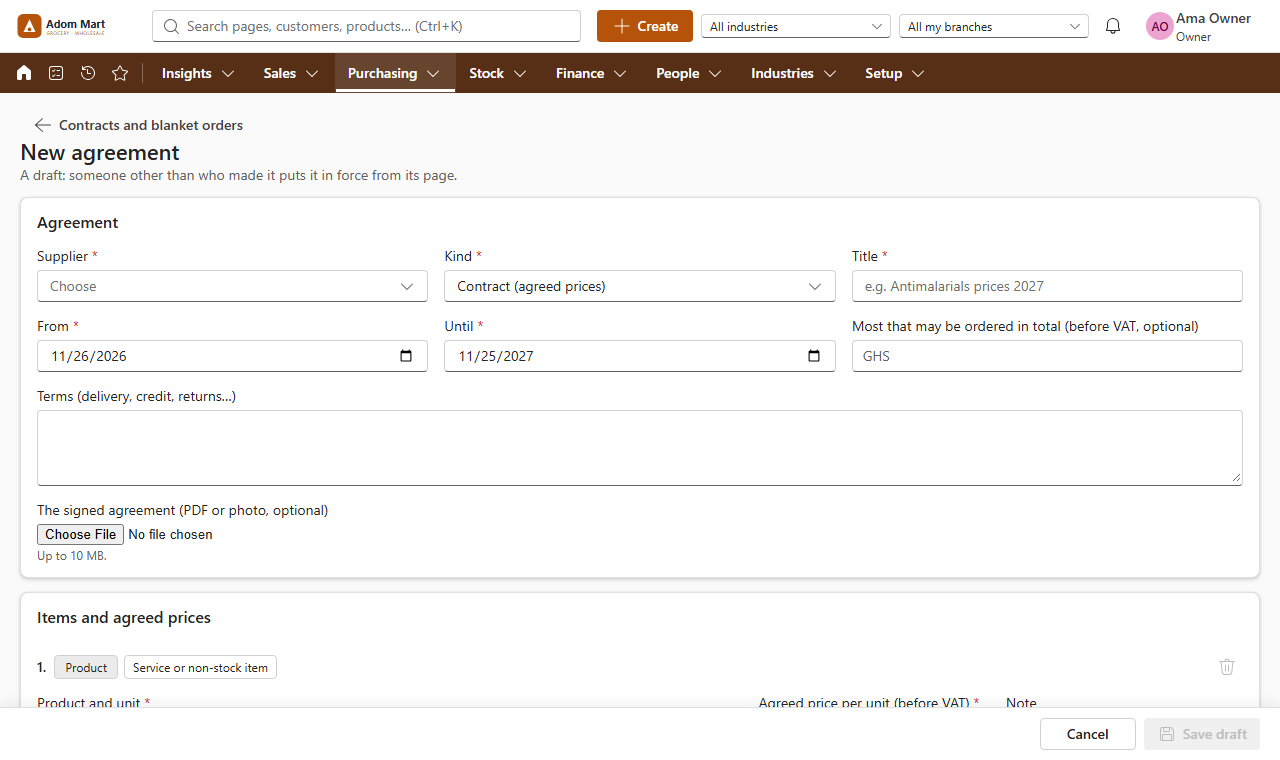 Adom Mart
GROCERY · WHOLESALE
Search pages, customers, products... (Ctrl+K)
Create
All industries
All my branches
AO
Ama Owner
Owner
Insights
Sales
Purchasing
Stock
Finance
People
Industries
Setup
Contracts and blanket orders
New agreement
A draft: someone other than who made it puts it in force from its page.
Agreement
Supplier *
Kind *
Title *
Choose
Contract (agreed prices)
e.g. Antimalarials prices 2027
From *
Until *
Most that may be ordered in total (before VAT, optional)
11/26/2026
11/25/2027
GHS
Terms (delivery, credit, returns...)
The signed agreement (PDF or photo, optional)
Choose File No file chosen
Up to 10 MB.
Items and agreed prices
1. Product Service or non-stock item
Product and unit *
Agreed price per unit (before VAT) *
Note
Cancel
Save draft